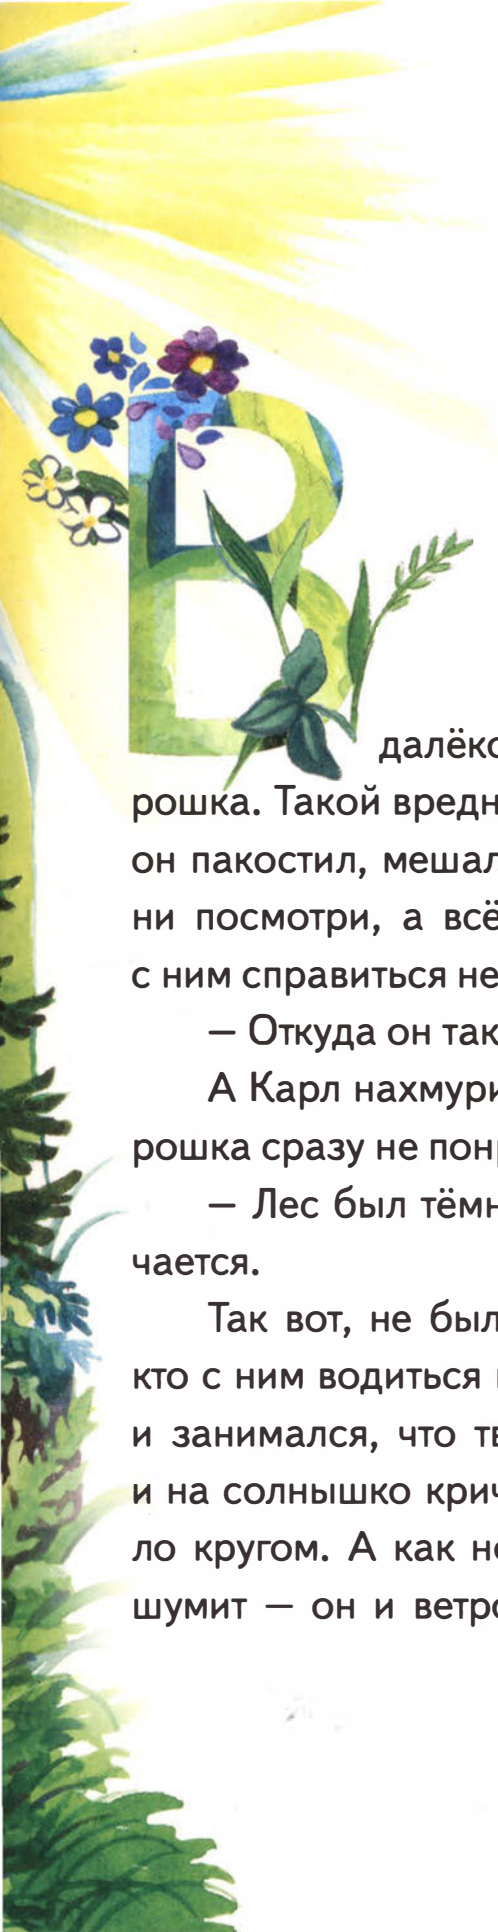 В далёко
рошка. Такой вредн
он пакостил, мешал
ни посмотри, а всё
с ним справиться не
— Откуда он так
А Карл нахмури
рошка сразу не пон
— Лес был тёмн
чается.
Так вот, не был
кто с ним водиться
и занимался, что тв
и на солнышко крич
ло кругом. А как не
шумит — он и ветро